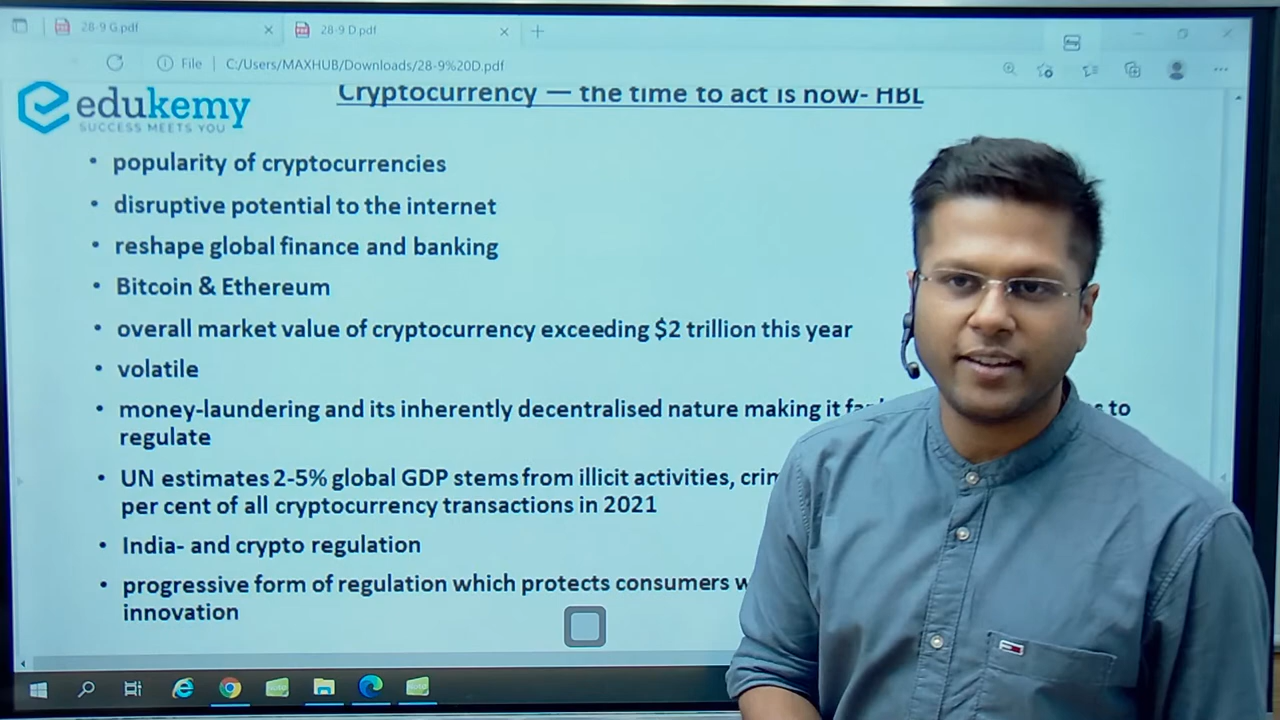 28-9 G.pdf
28-9 D.pdf
File
C:/Users/MAXHUB/Downloads/28-9%20D.pdf
edukemy
SUCCESS MEETS YOU
Cryptocurrency — the time to act is now- HBL
• popularity of cryptocurrencies
• disruptive potential to the internet
• reshape global finance and banking
• Bitcoin & Ethereum
• overall market value of cryptocurrency exceeding $2 trillion this year
• volatile
• money-laundering and its inherently decentralised nature making it to
regulate
• UN estimates 2-5% global GDP stems from illicit activities,
per cent of all cryptocurrency transactions in 2021
• India- and crypto regulation
• progressive form of regulation which protects consumers
innovation